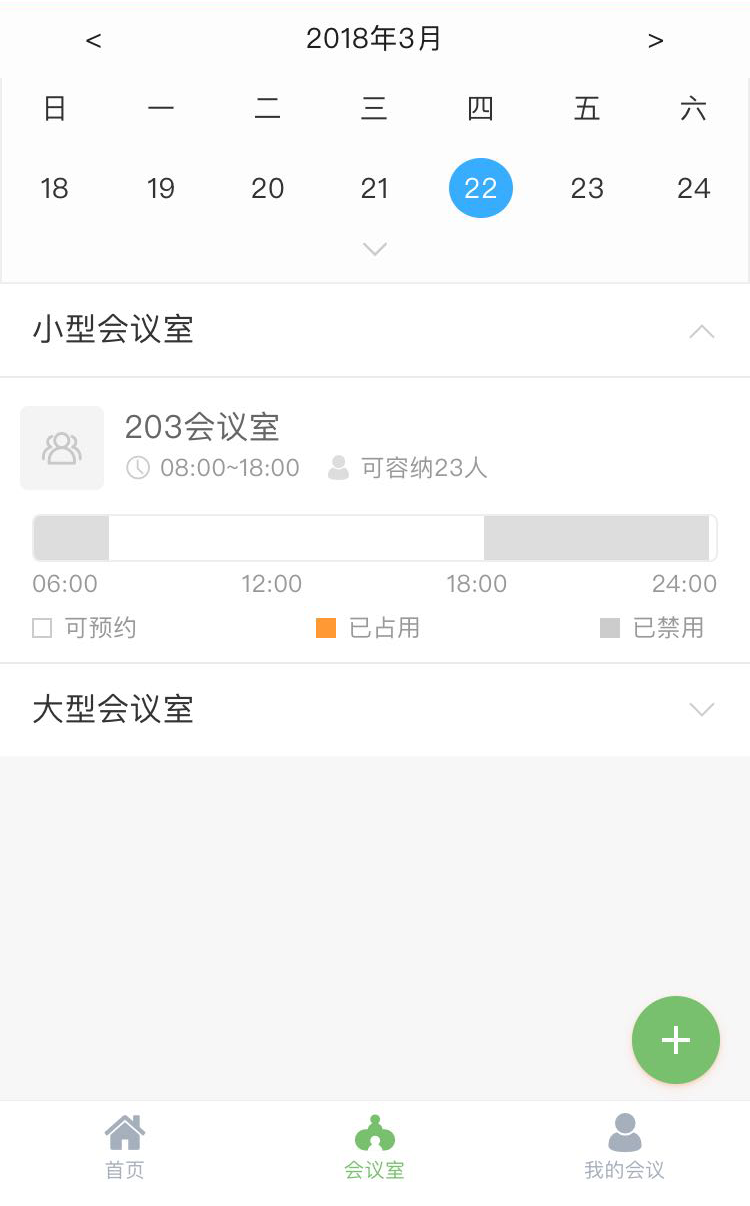 < 2018年3月 >
日 一 二 三 四 五 六
18 19 20 21 22 23 24
小型会议室
203会议室
08:00~18:00 可容纳23人
06:00 12:00 18:00 24:00
可预约 已占用 已禁用
大型会议室
首页 会议室 我的会议